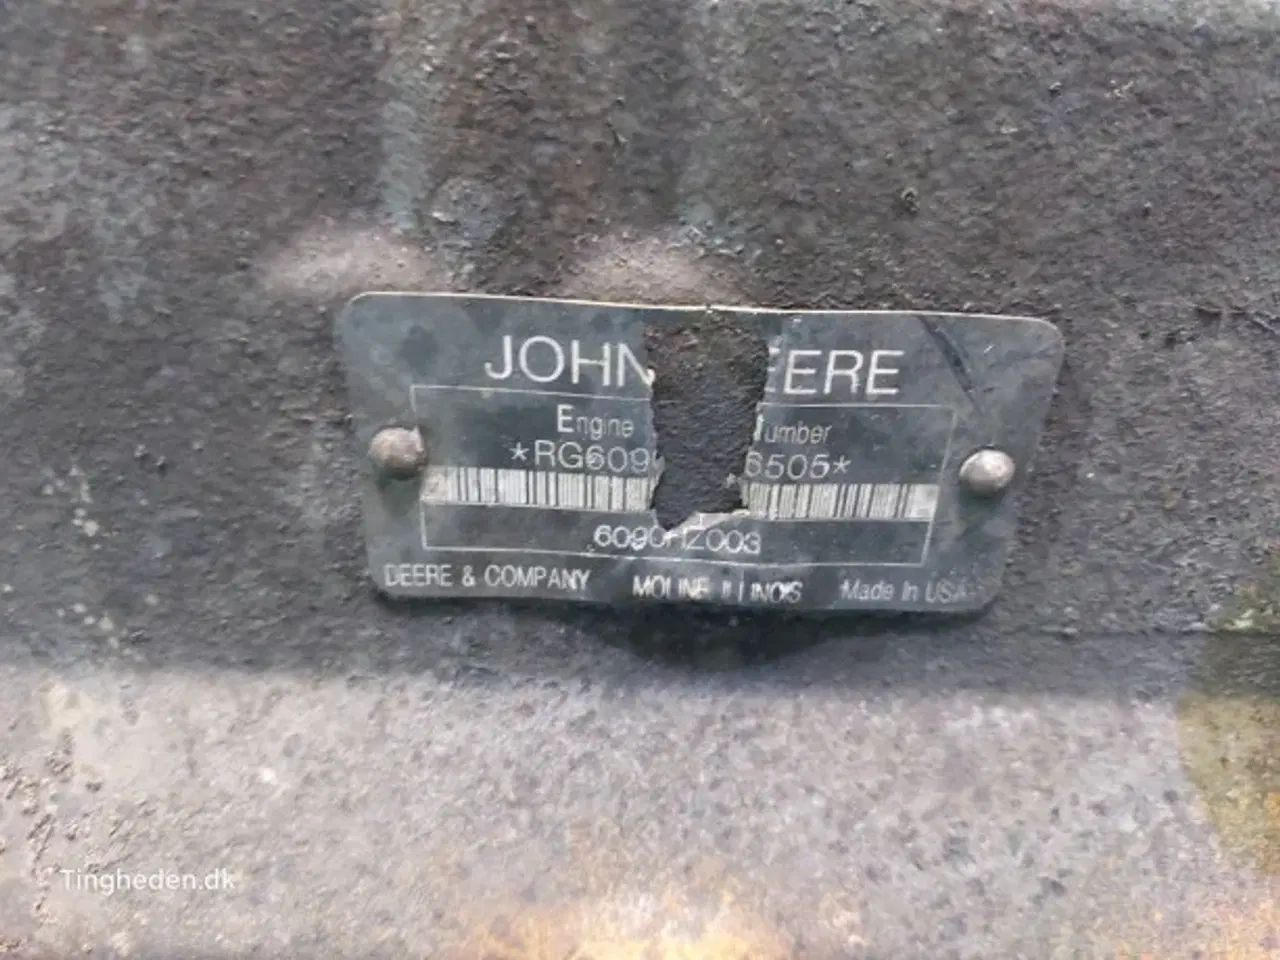 JOHN EERE
Engine umber
*RG609 6505*
6090HZ003
DEERE & COMPANY MOLINE ILLINOIS Made In USA
Tingheden.dk